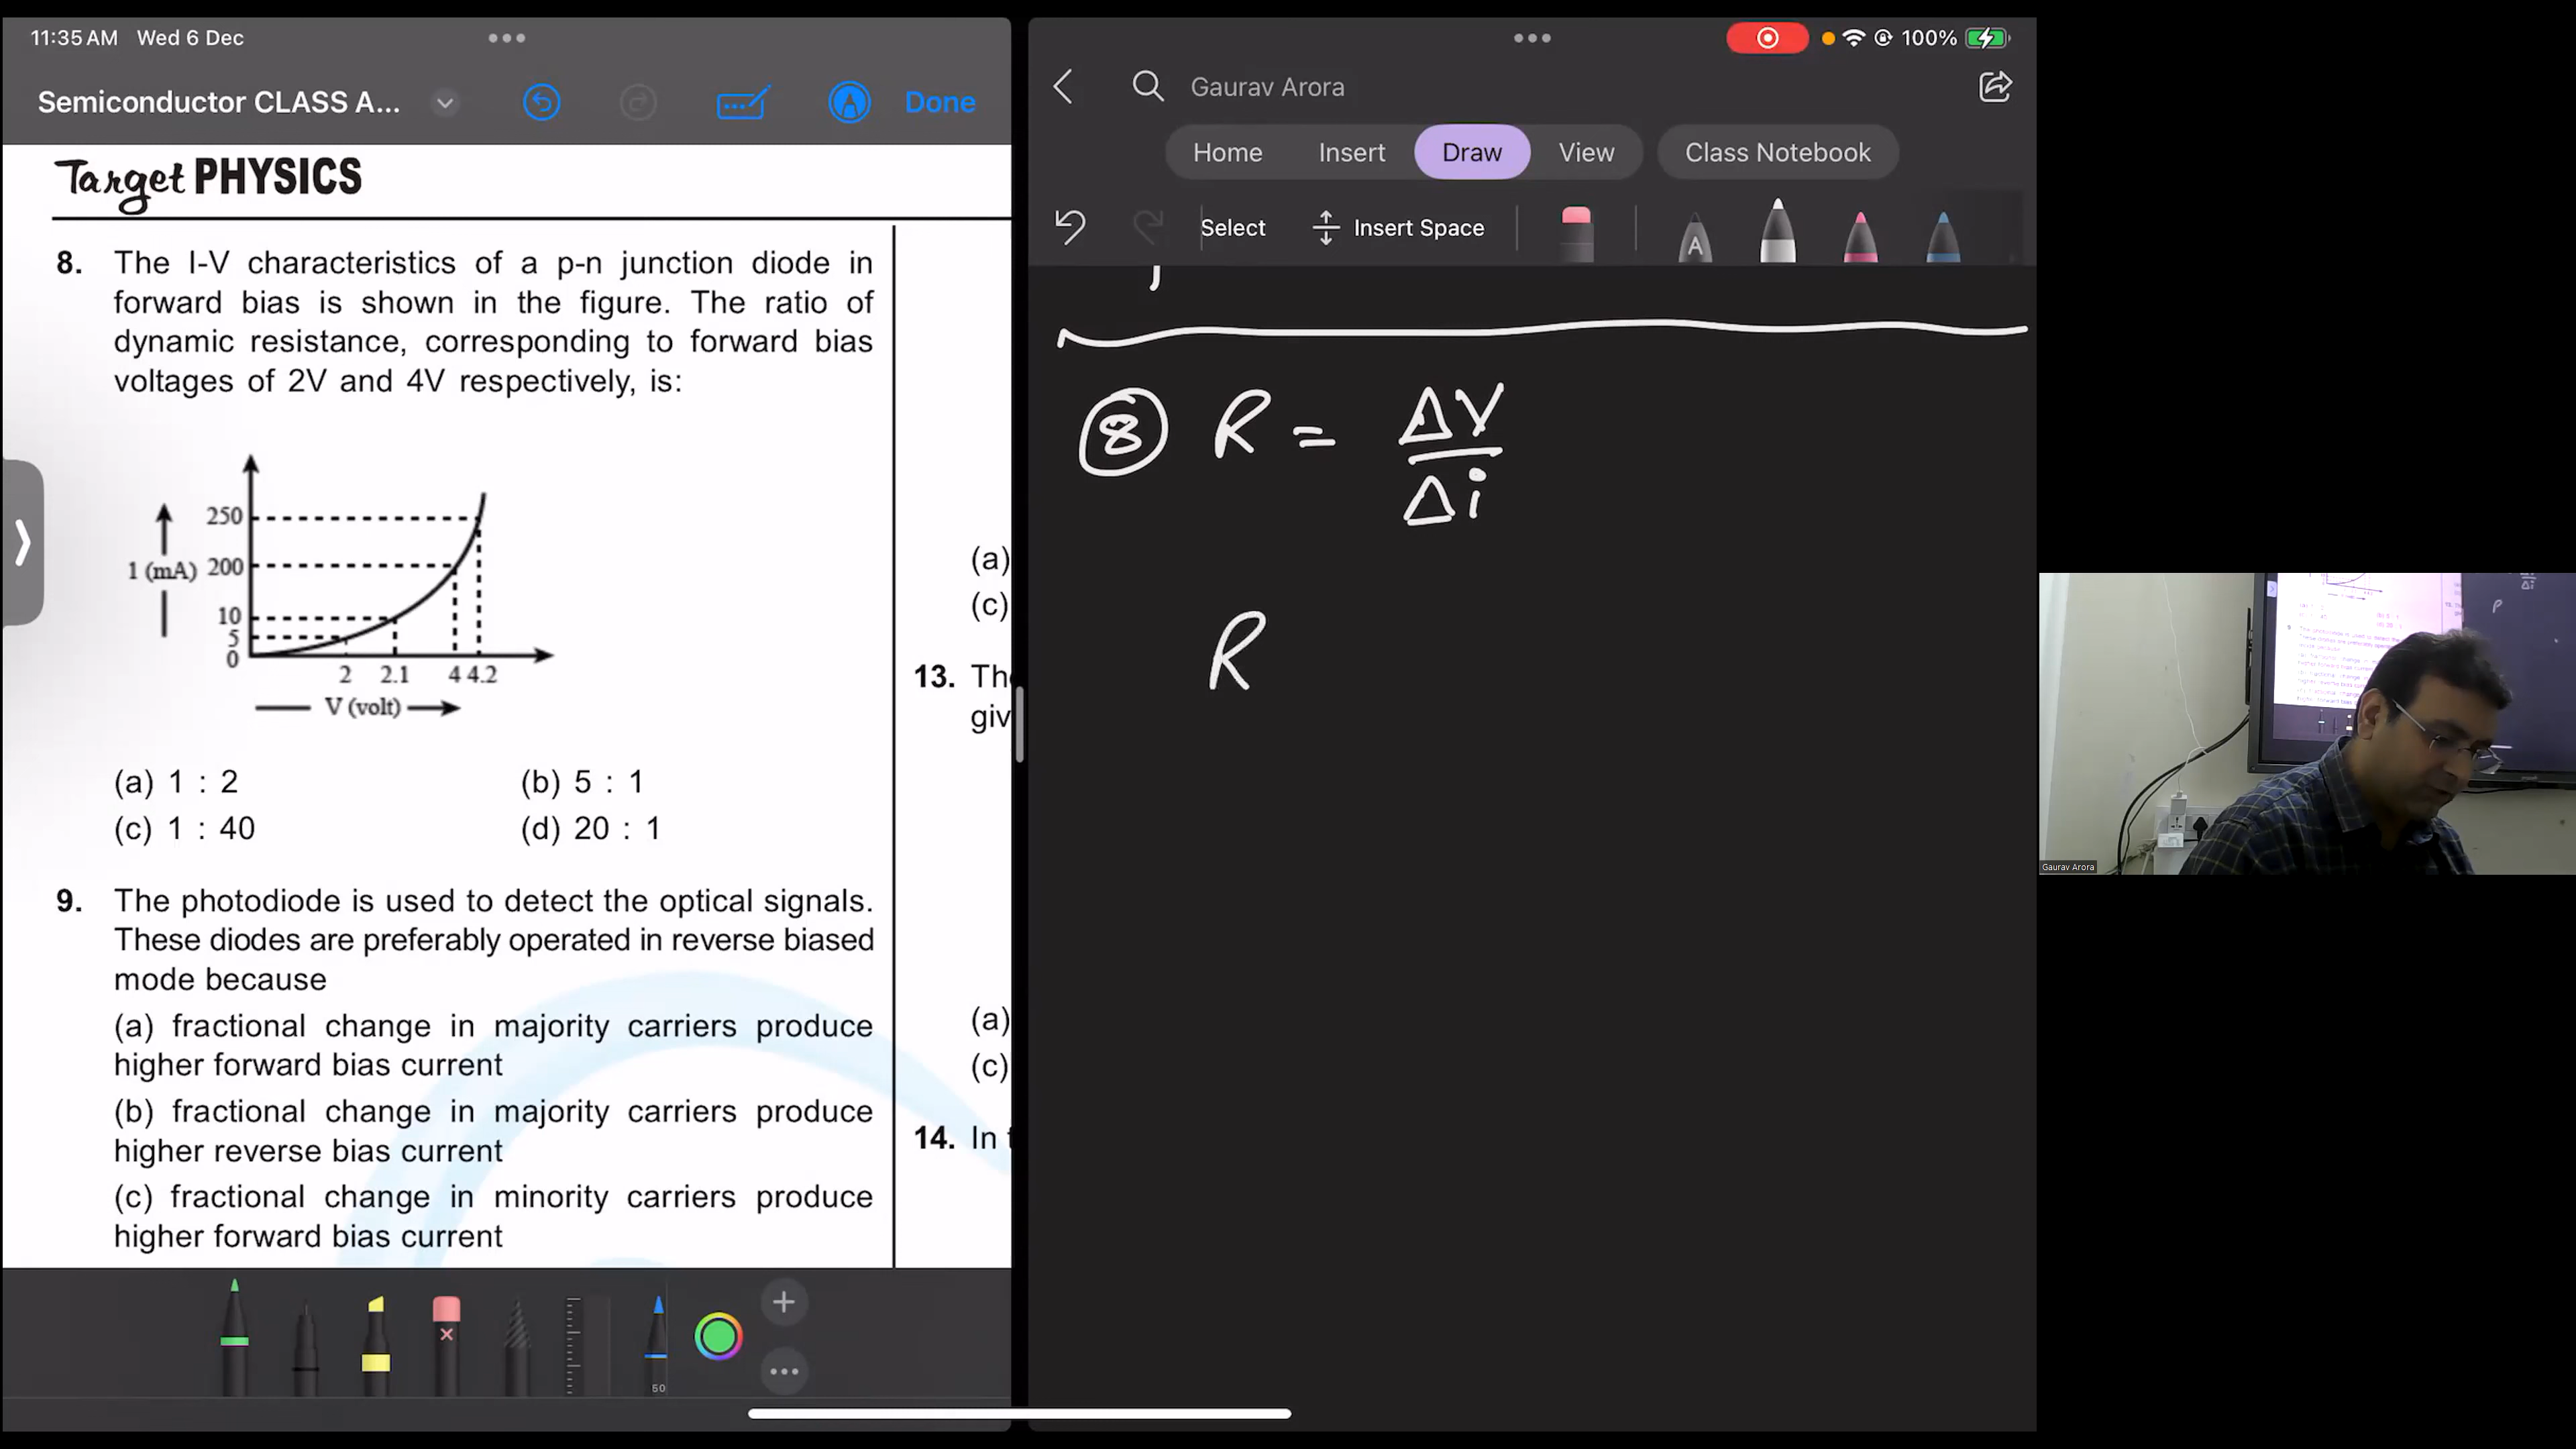 11:35 AM Wed 6 Dec
Semiconductor CLASS A...
Done
Target PHYSICS
8. The I-V characteristics of a p-n junction diode in
forward bias is shown in the figure. The ratio of
dynamic resistance, corresponding to forward bias
voltages of 2V and 4V respectively, is:
250
1 (mA) 200
10
5
0
2 2.1 4 4.2
V (volt)
(a) 1 : 2 (b) 5 : 1
(c) 1 : 40 (d) 20 : 1
9. The photodiode is used to detect the optical signals.
These diodes are preferably operated in reverse biased
mode because
(a) fractional change in majority carriers produce
higher forward bias current
(b) fractional change in majority carriers produce
higher reverse bias current
(c) fractional change in minority carriers produce
higher forward bias current
(a)
(c)
13.
giv
(a)
(c)
14. In
50
100%
Gaurav Arora
Home Insert Draw View Class Notebook
Select Insert Space
A
8 R = ΔV
Δi
R
Gaurav Arora